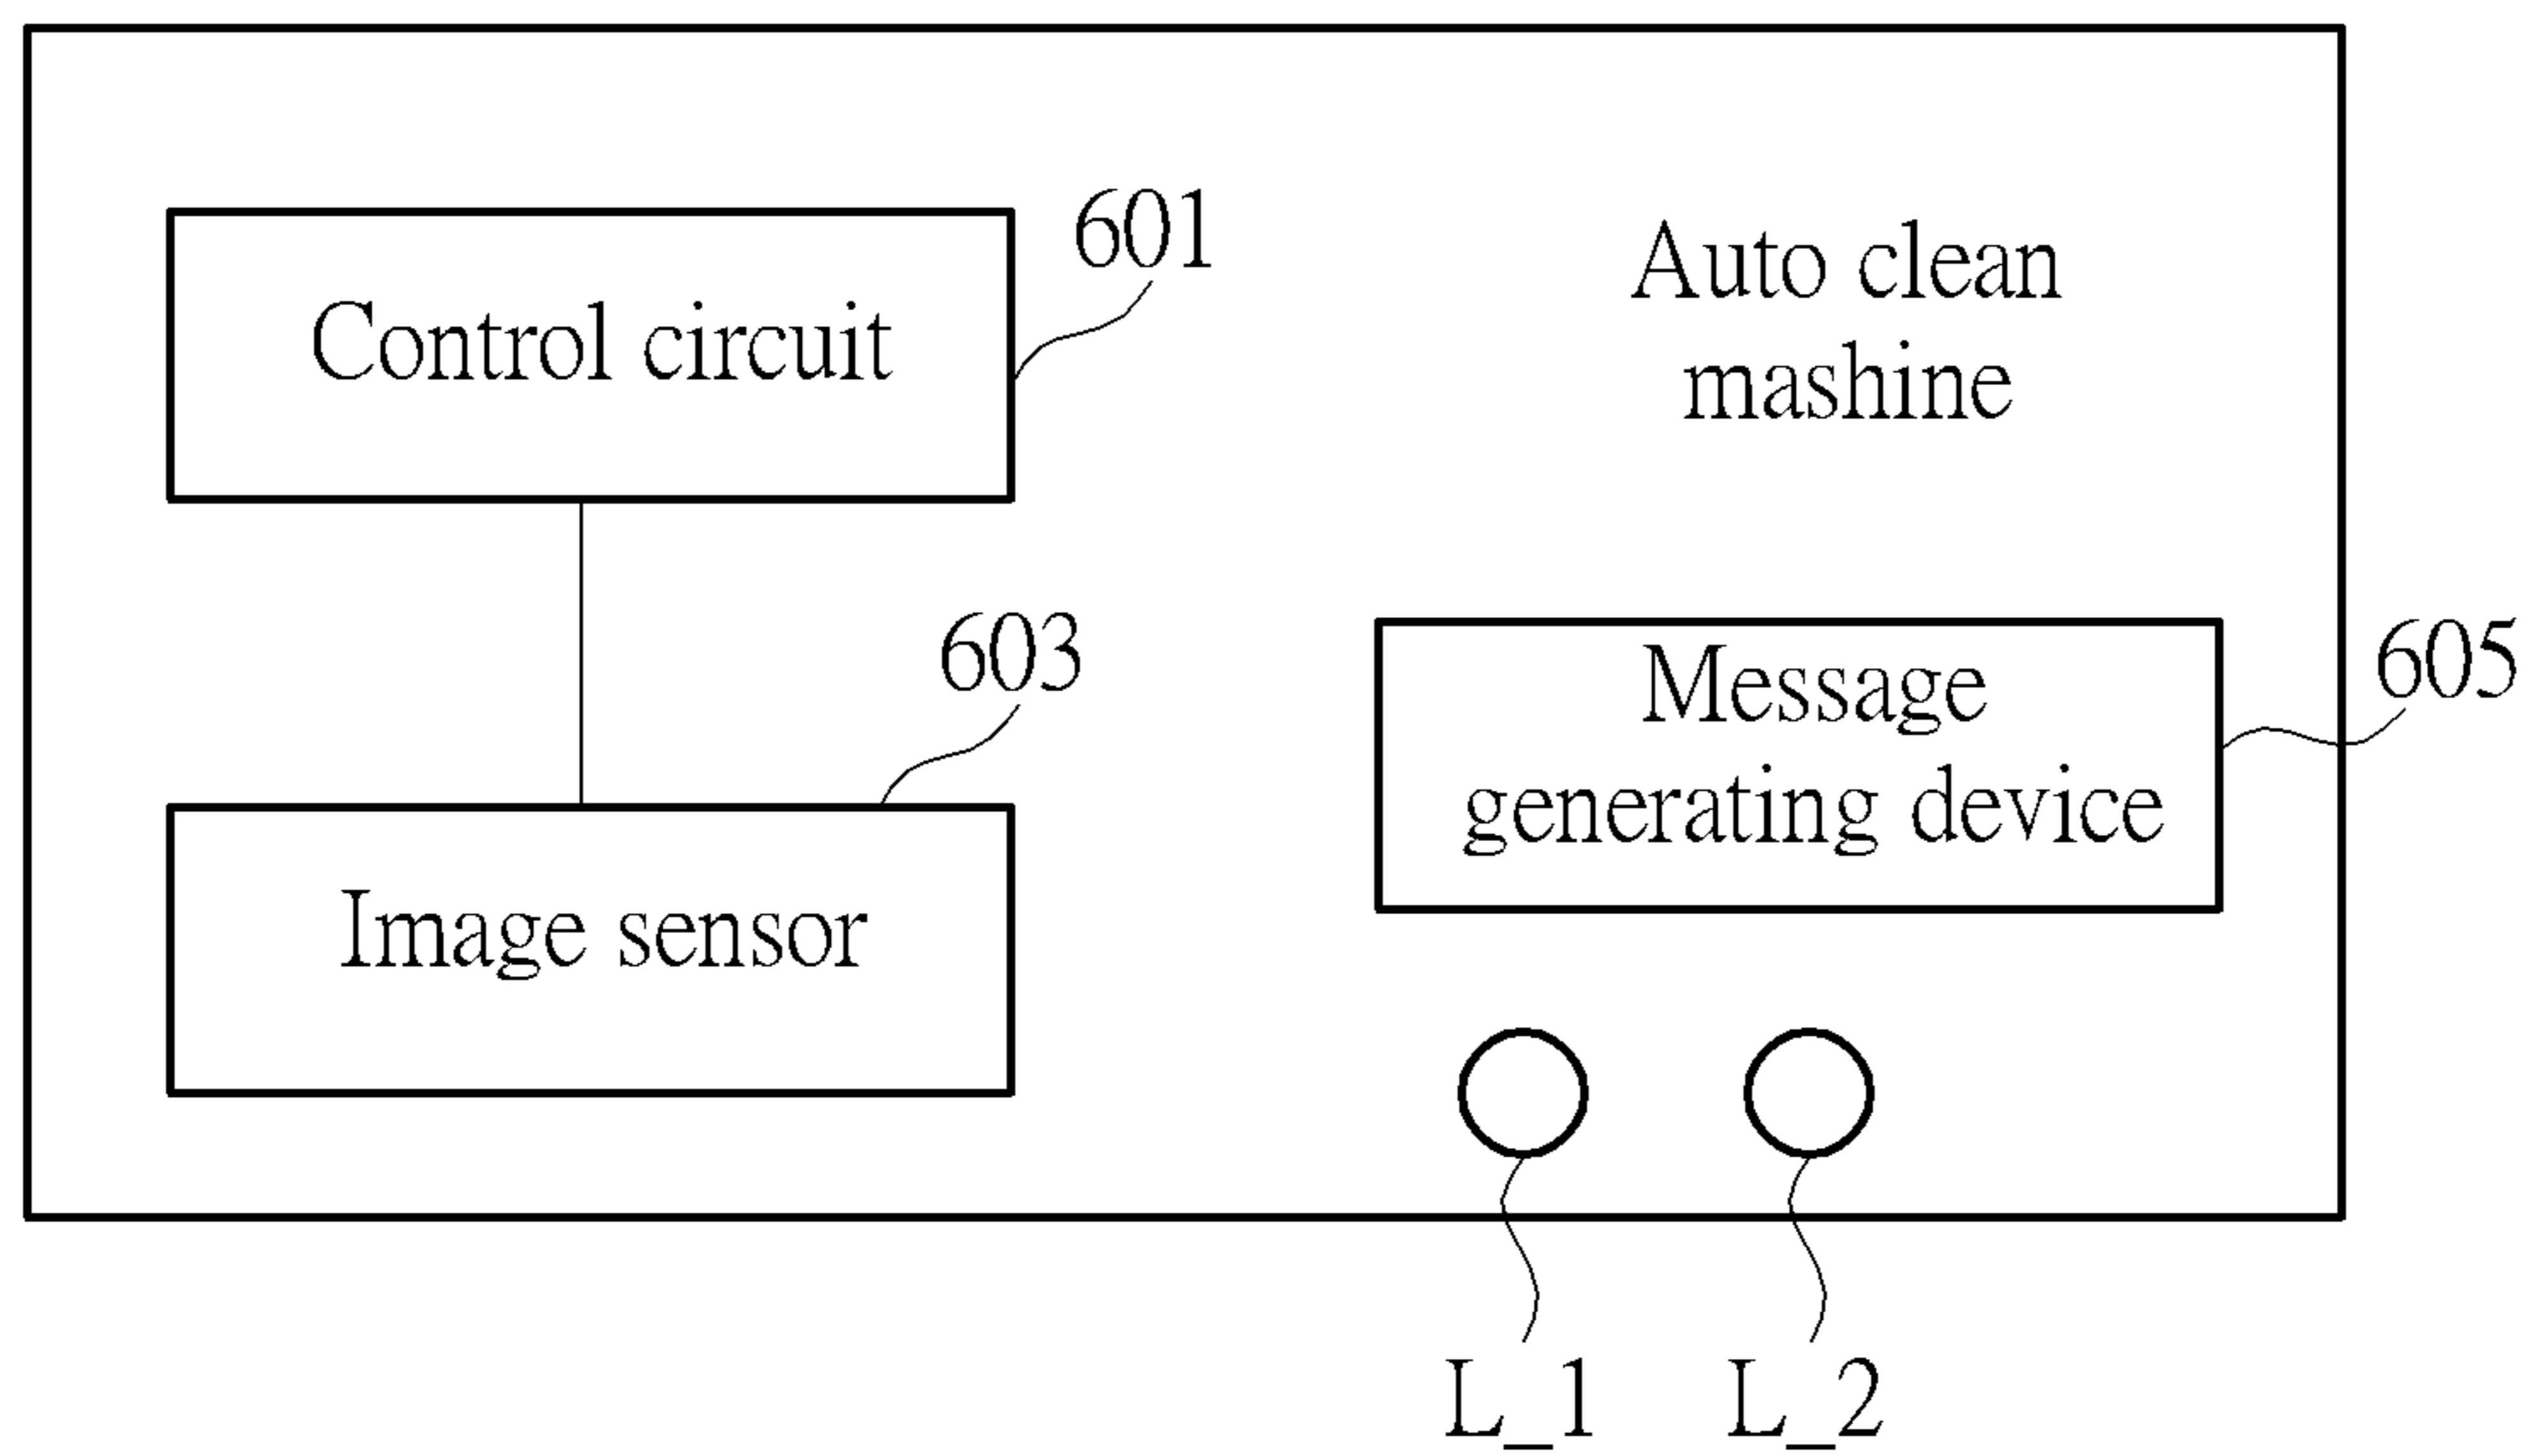 601
Control circuit
Auto clean
mashine
603
Image sensor
605
Message
generating device
L_1
L_2